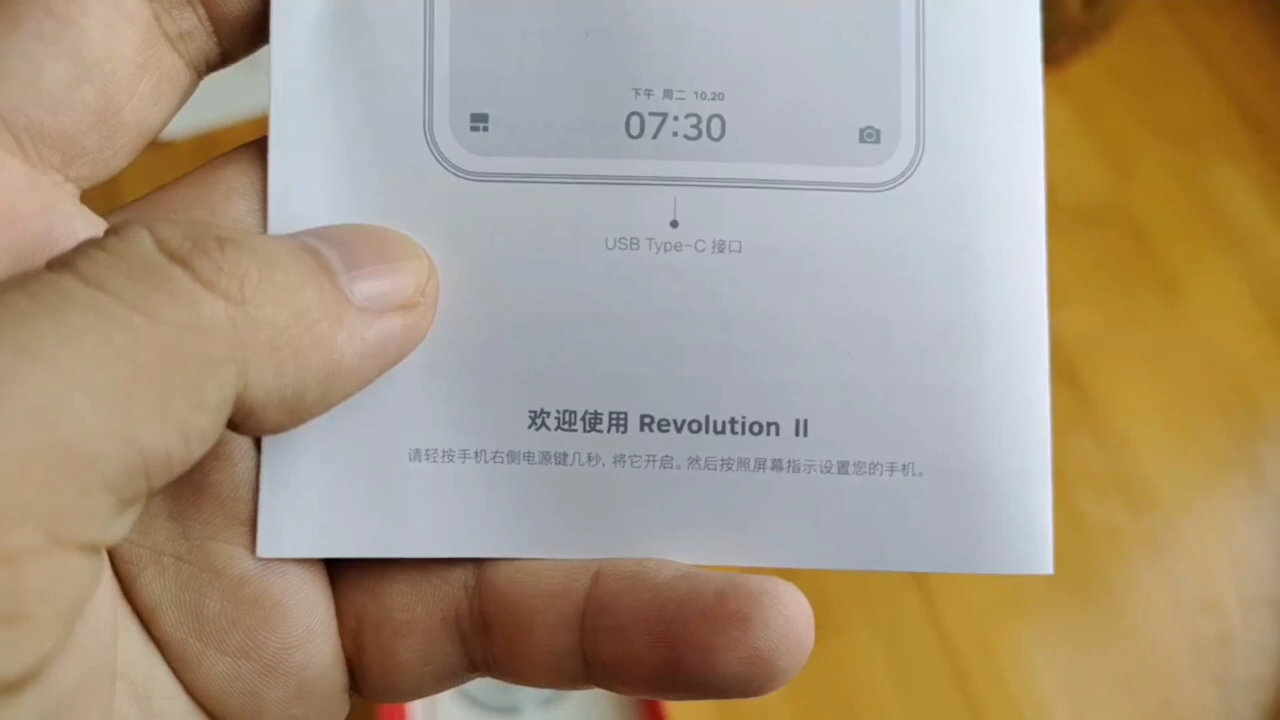 下午 周二 10.20
07:30
USB Type-C 接口
欢迎使用 Revolution II
请轻按手机右侧电源键几秒, 将它开启。然后按照屏幕指示设置您的手机。